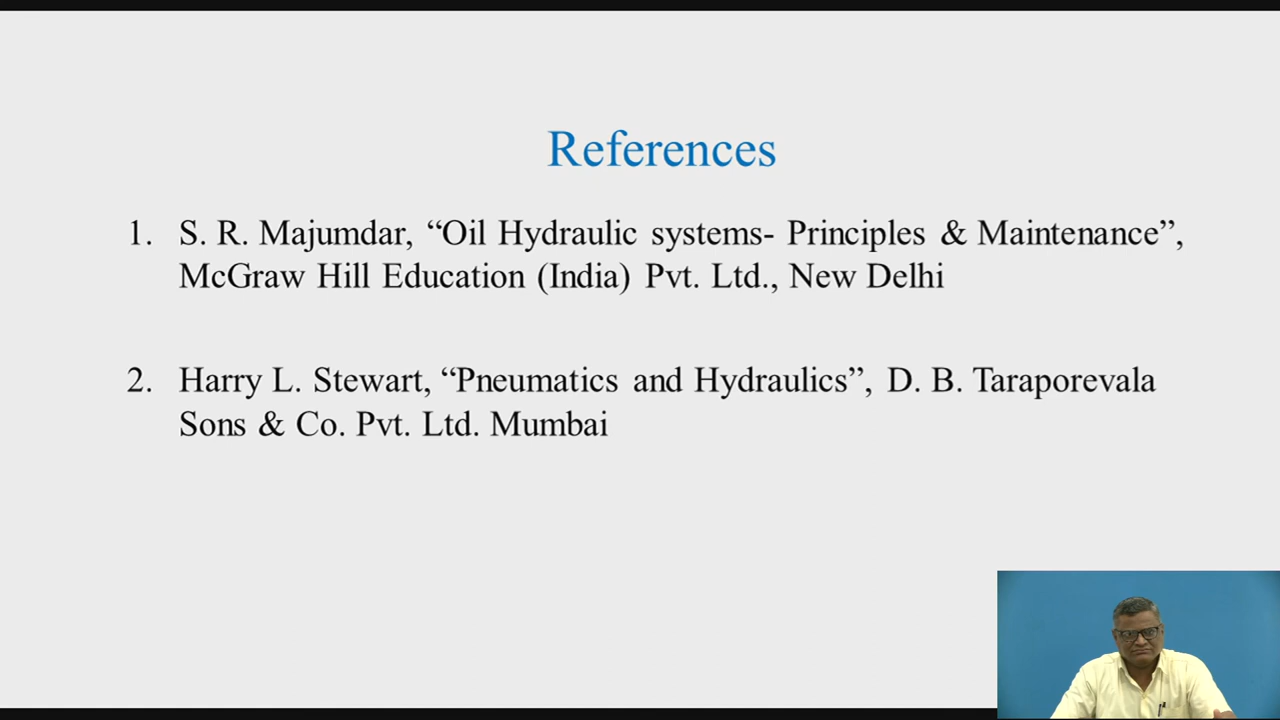 References
1. S. R. Majumdar, “Oil Hydraulic systems- Principles & Maintenance”,
McGraw Hill Education (India) Pvt. Ltd., New Delhi
2. Harry L. Stewart, “Pneumatics and Hydraulics”, D. B. Taraporevala
Sons & Co. Pvt. Ltd. Mumbai